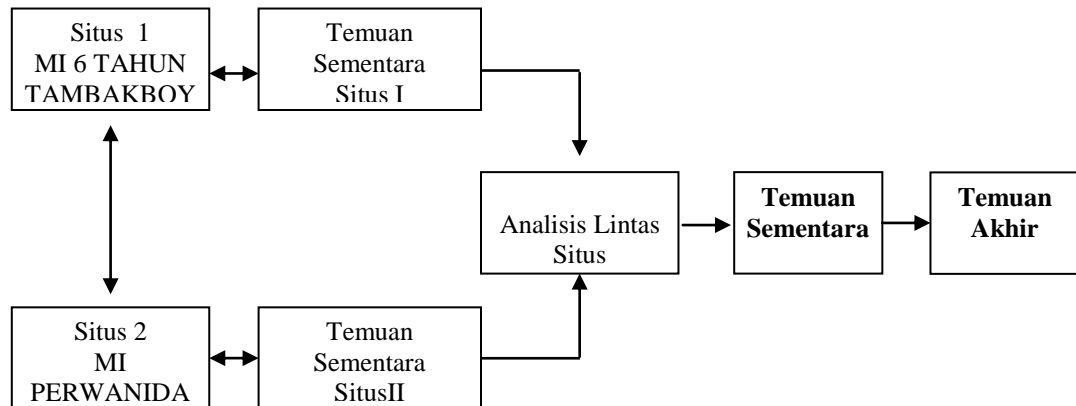 Situs 1
MI 6 TAHUN
TAMBAKBOY
Temuan
Sementara
Situs I
Analisis Lintas
Situs
Temuan
Sementara
Temuan
Akhir
Situs 2
MI
PERWANIDA
Temuan
Sementara
SitusII